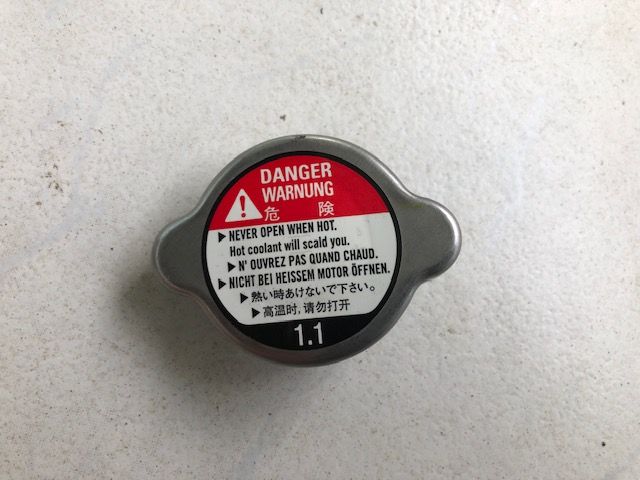 DANGER
WARNUNG
危険
▶ NEVER OPEN WHEN HOT.
Hot coolant will scald you.
▶ N' OUVREZ PAS QUAND CHAUD.
▶ NICHT BEI HEISSEM MOTOR ÖFFNEN.
▶ 熱い時あけないで下さい。
▶ 高温时，请勿打开
1.1